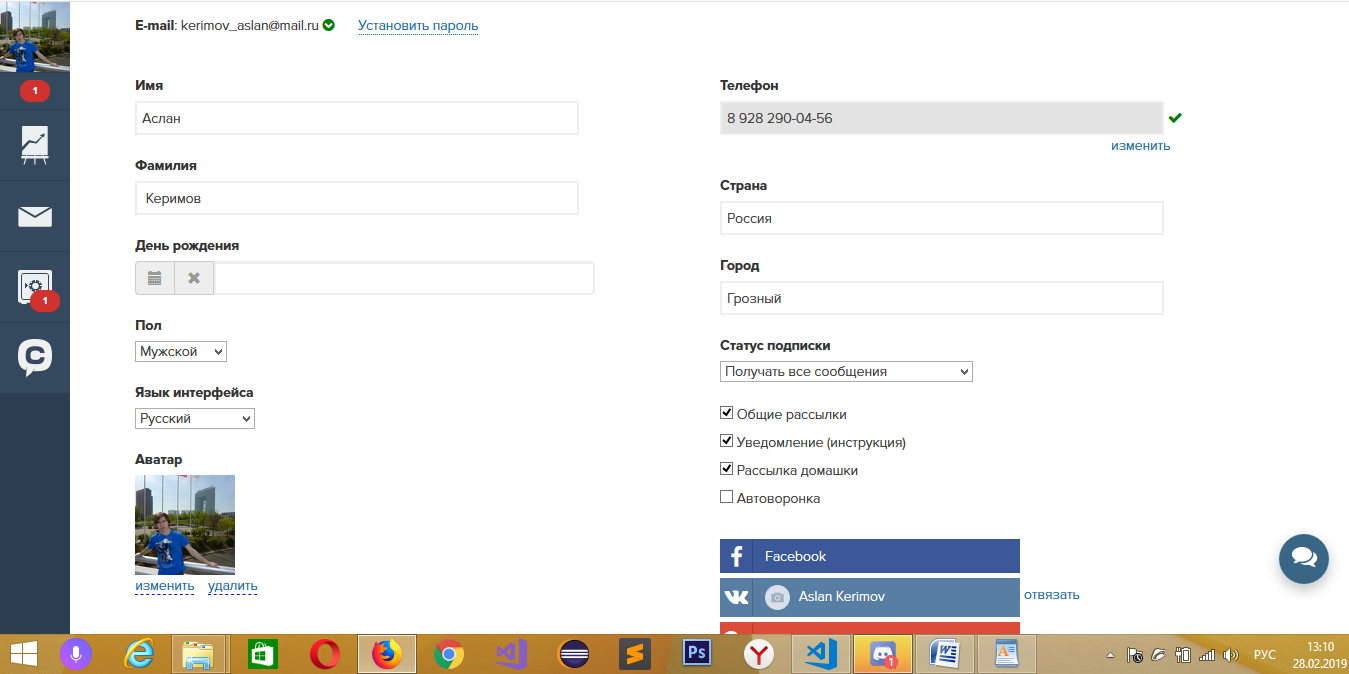 E-mail: kerimov_aslan@mail.ru Установить пароль
1
1
C
Имя
Аслан
Фамилия
Керимов
День рождения
Пол
Мужской
Язык интерфейса
Русский
Аватар
изменить удалить
Телефон
8 928 290-04-56
изменить
Страна
Россия
Город
Грозный
Статус подписки
Получать все сообщения
Общие рассылки
Уведомление (инструкция)
Рассылка домашки
Автоворонка
f Facebook
Aslan Kerimov отвязать
Ps
1
W
A
РУС
13:10
28.02.2019